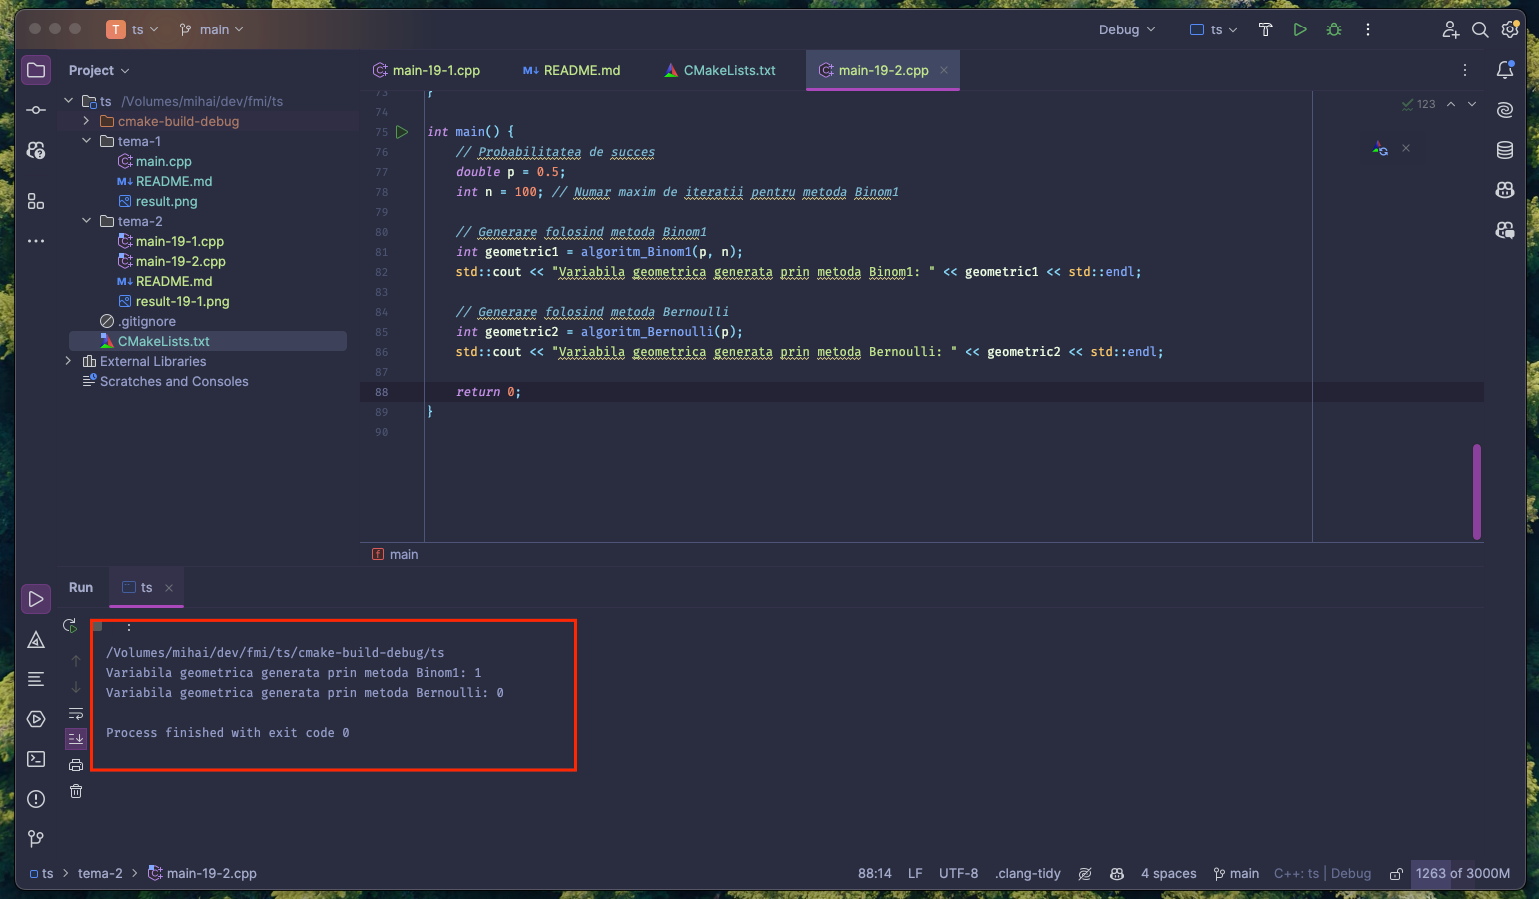 T ts main Debug ts
Project
main-19-1.cpp README.md CMakeLists.txt main-19-2.cpp
ts /Volumes/mihai/dev/fmi/ts
cmake-build-debug
tema-1
main.cpp
M↓ README.md
result.png
tema-2
main-19-1.cpp
main-19-2.cpp
M↓ README.md
result-19-1.png
.gitignore
CMakeLists.txt
External Libraries
Scratches and Consoles
123
73 }
74
75 int main() {
76 // Probabilitatea de succes
77 double p = 0.5;
78 int n = 100; // Numar maxim de iteratii pentru metoda Binom1
79
80 // Generare folosind metoda Binom1
81 int geometric1 = algoritm_Binom1(p, n);
82 std::cout << "Variabila geometrica generata prin metoda Binom1: " << geometric1 << std::endl;
83
84 // Generare folosind metoda Bernoulli
85 int geometric2 = algoritm_Bernoulli(p);
86 std::cout << "Variabila geometrica generata prin metoda Bernoulli: " << geometric2 << std::endl;
87
88 return 0;
89 }
90
f main
Run ts
/Volumes/mihai/dev/fmi/ts/cmake-build-debug/ts
Variabila geometrica generata prin metoda Binom1: 1
Variabila geometrica generata prin metoda Bernoulli: 0
Process finished with exit code 0
ts > tema-2 > main-19-2.cpp 88:14 LF UTF-8 .clang-tidy 4 spaces main C++: ts | Debug 1263 of 3000M